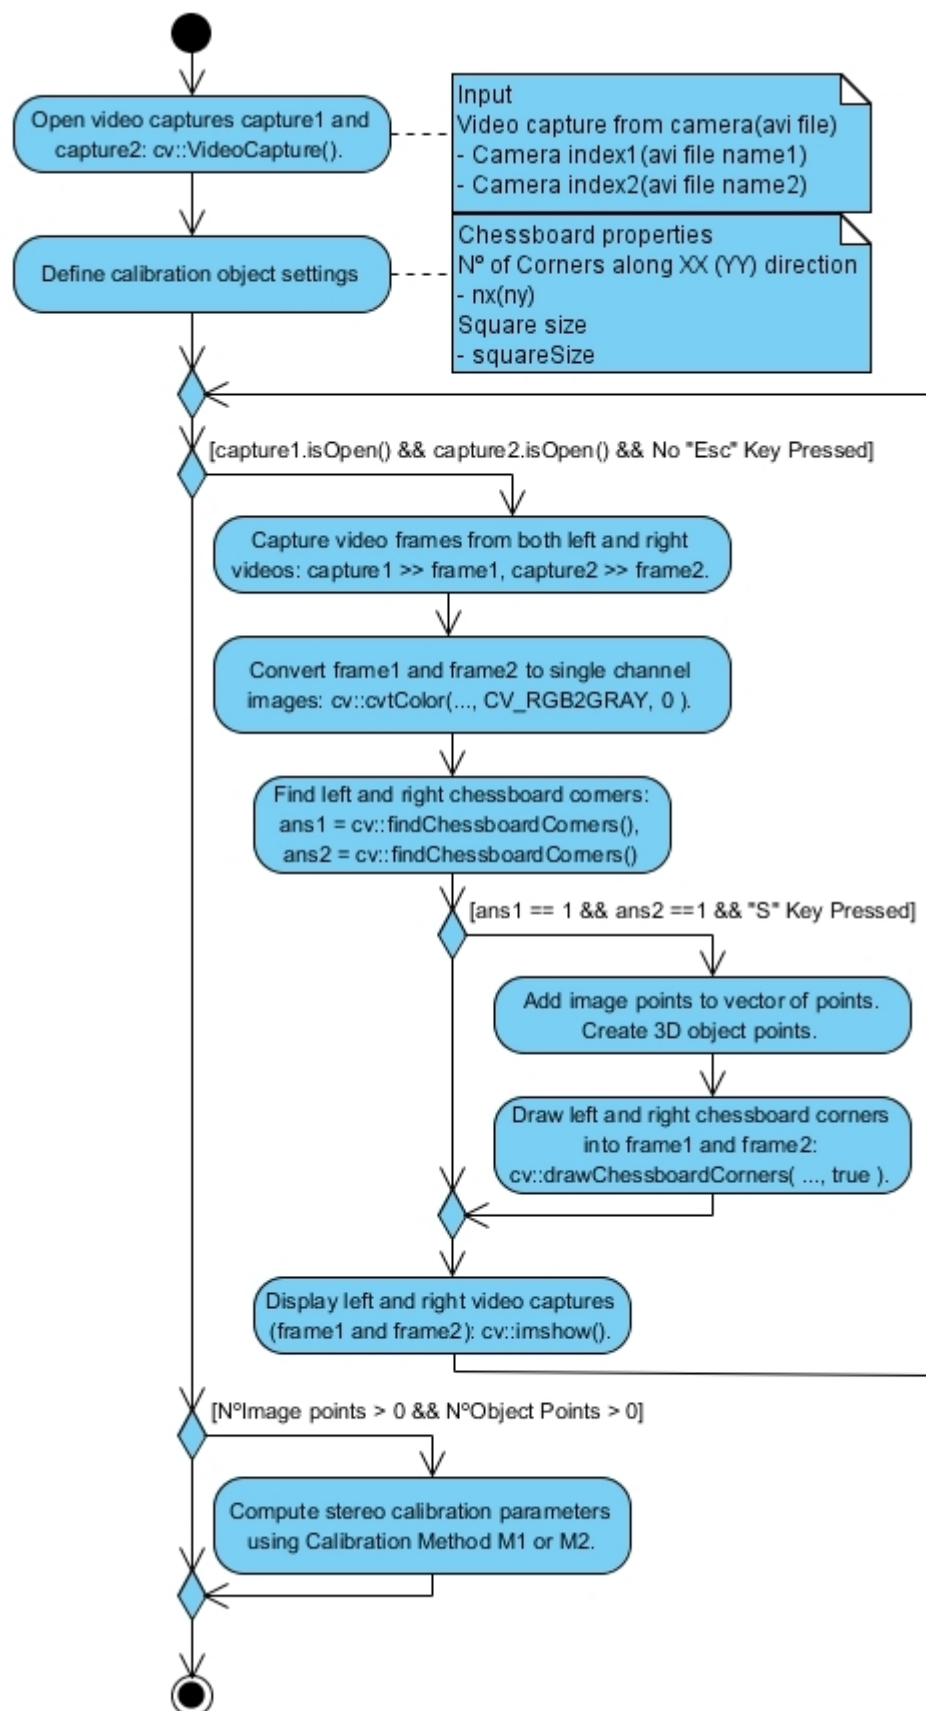 Open video captures capture1 and
capture2: cv::VideoCapture().
Input
Video capture from camera(avi file)
- Camera index1(avi file name1)
- Camera index2(avi file name2)
Define calibration object settings
Chessboard properties
Nº of Corners along XX (YY) direction
- nx(ny)
Square size
- squareSize
[capture1.isOpen() && capture2.isOpen() && No "Esc" Key Pressed]
Capture video frames from both left and right
videos: capture1 >> frame1, capture2 >> frame2.
Convert frame1 and frame2 to single channel
images: cv::cvtColor(..., CV_RGB2GRAY, 0 ).
Find left and right chessboard corners:
ans1 = cv::findChessboardCorners(),
ans2 = cv::findChessboardCorners()
[ans1 == 1 && ans2 ==1 && "S" Key Pressed]
Add image points to vector of points.
Create 3D object points.
Draw left and right chessboard corners
into frame1 and frame2:
cv::drawChessboardCorners( ..., true ).
Display left and right video captures
(frame1 and frame2): cv::imshow().
[NºImage points > 0 && NºObject Points > 0]
Compute stereo calibration parameters
using Calibration Method M1 or M2.